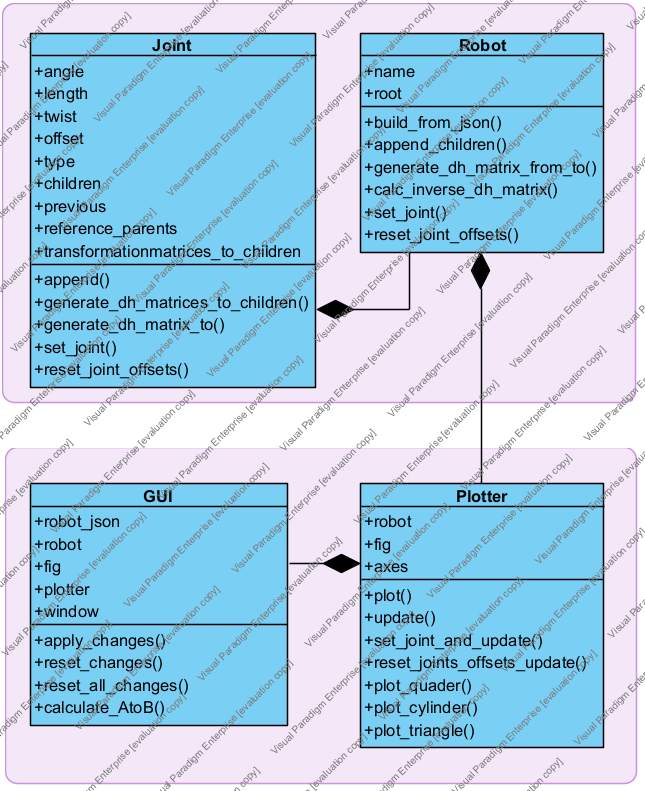 Joint
+angle
+length
+twist
+offset
+type
+children
+previous
+reference_parents
+transformationmatrices_to_children
+append()
+generate_dh_matrices_to_children()
+generate_dh_matrix_to()
+set_joint()
+reset_joint_offsets()
Robot
+name
+root
+build_from_json()
+append_children()
+generate_dh_matrix_from_to()
+calc_inverse_dh_matrix()
+set_joint()
+reset_joint_offsets()
GUI
+robot_json
+robot
+fig
+plotter
+window
+apply_changes()
+reset_changes()
+reset_all_changes()
+calculate_AtoB()
Plotter
+robot
+fig
+axes
+plot()
+update()
+set_joint_and_update()
+reset_joints_offsets_update()
+plot_quader()
+plot_cylinder()
+plot_triangle()
Visual Paradigm Enterprise [evaluation copy]